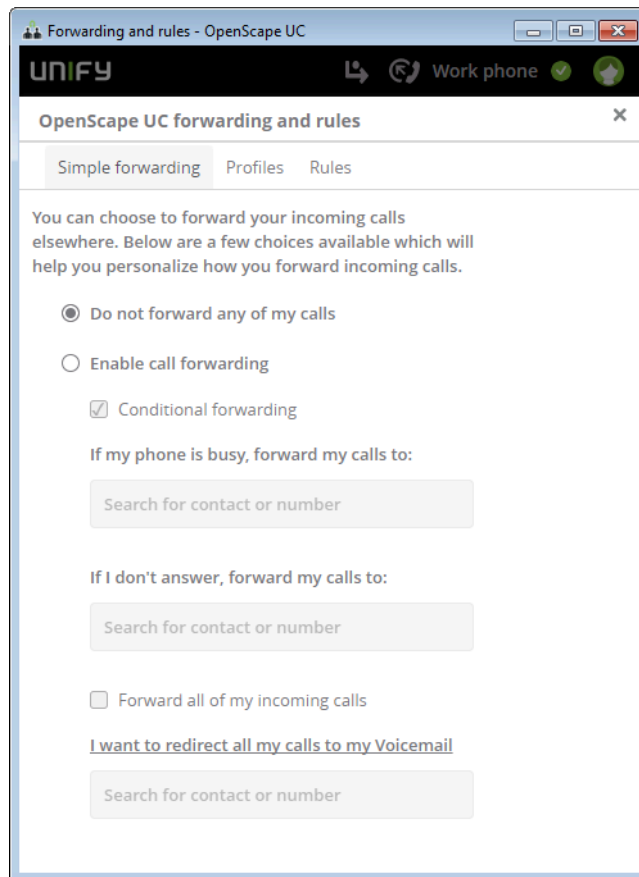 Forwarding and rules - OpenScape UC
UNIFY
Work phone
OpenScape UC forwarding and rules
Simple forwarding
Profiles
Rules
You can choose to forward your incoming calls
elsewhere. Below are a few choices available which will
help you personalize how you forward incoming calls.
Do not forward any of my calls
Enable call forwarding
Conditional forwarding
If my phone is busy, forward my calls to:
Search for contact or number
If I don't answer, forward my calls to:
Search for contact or number
Forward all of my incoming calls
I want to redirect all my calls to my Voicemail
Search for contact or number